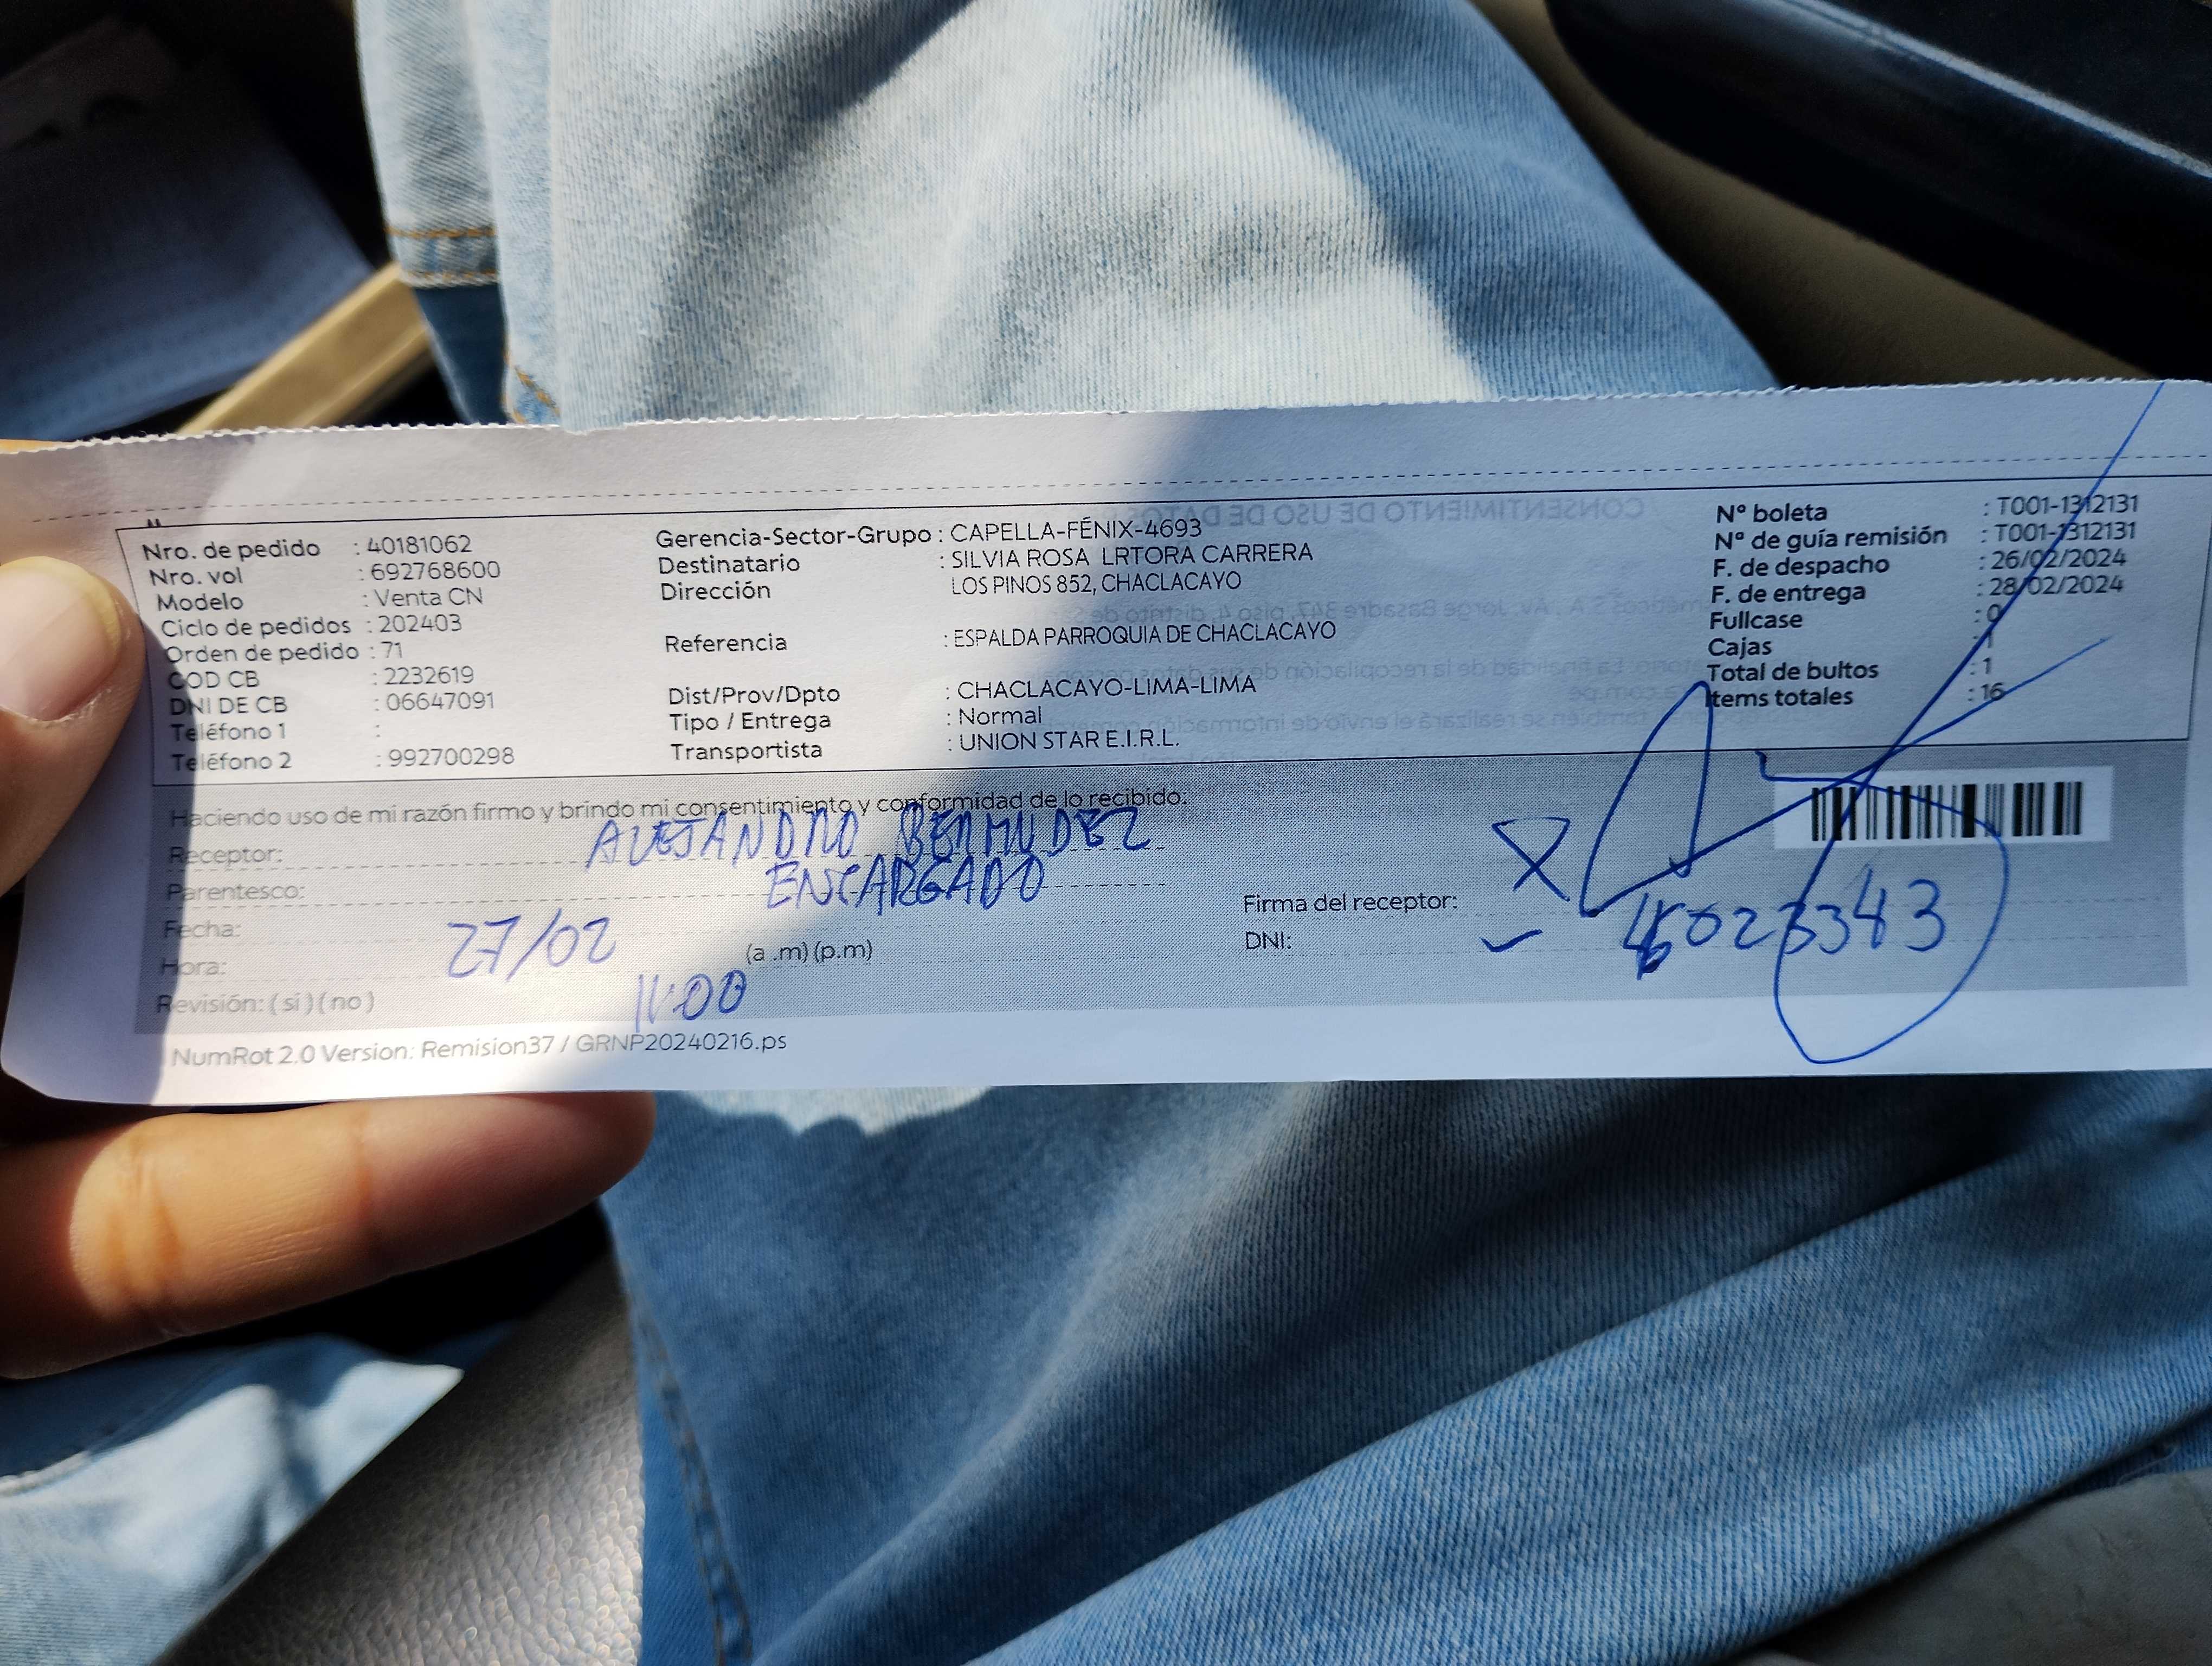 Nro. de pedido : 40181062
Nro. vol : 692768600
Modelo : Venta CN
Ciclo de pedidos : 202403
Orden de pedido : 71
COD CB : 2232619
DNI DE CB : 06647091
Teléfono 1 :
Teléfono 2 : 992700298
Gerencia-Sector-Grupo : CAPELLA-FÉNIX-4693
Destinatario : SILVIA ROSA LRTORA CARRERA
Dirección LOS PINOS 852, CHACLACAYO
Referencia : ESPALDA PARROQUIA DE CHACLACAYO
Dist/Prov/Dpto : CHACLACAYO-LIMA-LIMA
Tipo / Entrega : Normal
Transportista : UNION STAR E.I.R.L.
Nº boleta : T001-1312131
Nº de guía remisión : T001-1312131
F. de despacho : 26/02/2024
F. de entrega : 28/02/2024
Fullcase : 0
Cajas : 1
Total de bultos : 1
Items totales : 16
Haciendo uso de mi razón firmo y brindo mi consentimiento y conformidad de lo recibido:
Receptor: ALEJANDRO BERMUDEZ
Parentesco: ENCARGADO
Fecha: 27/02
Hora: 11:00 (a .m) (p.m)
Revisión: ( si ) ( no )
Firma del receptor:
DNI:
NumRot 2.0 Version: Remision37 / GRNP20240216.ps